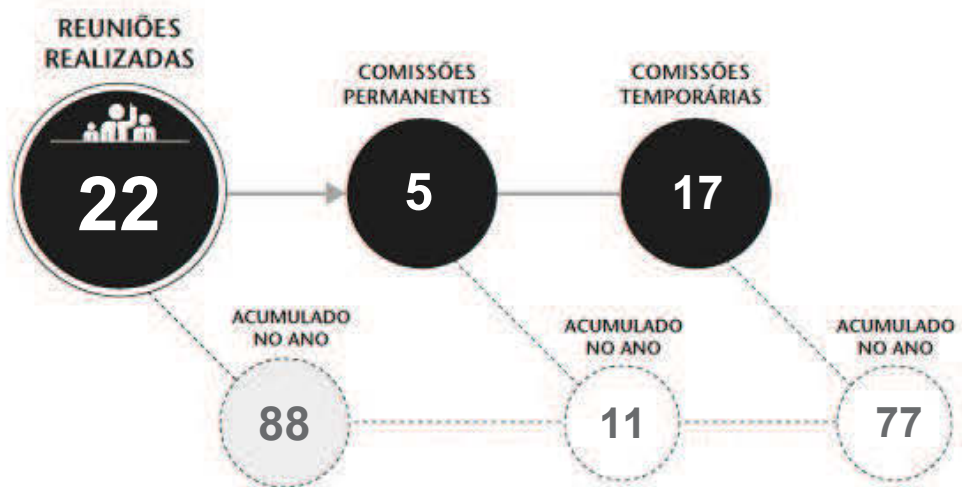 REUNIÕES
REALIZADAS
22
COMISSÕES
PERMANENTES
5
COMISSÕES
TEMPORÁRIAS
17
ACUMULADO
NO ANO
88
ACUMULADO
NO ANO
11
ACUMULADO
NO ANO
77